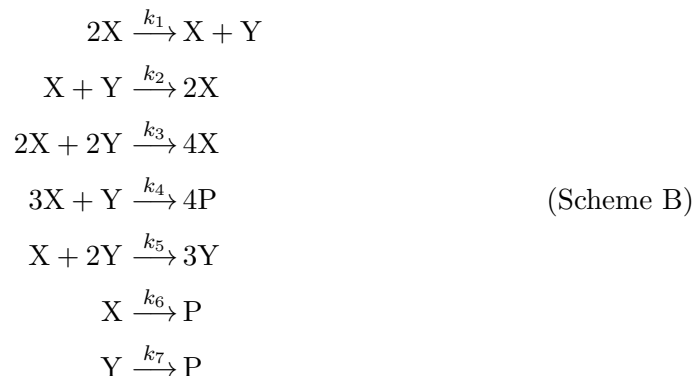 2X k₁⟶ X + Y
X + Y k₂⟶ 2X
2X + 2Y k₃⟶ 4X
3X + Y k₄⟶ 4P (Scheme B)
X + 2Y k₅⟶ 3Y
X k₆⟶ P
Y k₇⟶ P